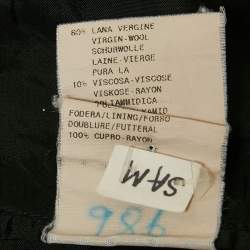 80% LANA VERGINE
VIRGIN-WOOL
SCHURWOLLE
LAINE-VIERGE
PURA LA
10% VISCOSA-VISCOSE
VISKOSE-RAYON
FODERA/LINING/FORRO
DOUBLURE/FUTTERAL
100% CUPRO-RAYON
SAM
986